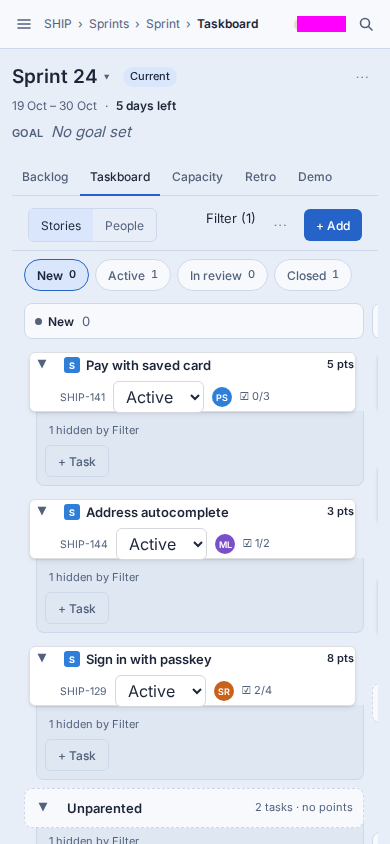 SHIP › Sprints › Sprint › Taskboard
Sprint 24 ▾ Current ...
19 Oct – 30 Oct · 5 days left
GOAL No goal set
Backlog Taskboard Capacity Retro Demo
Stories People Filter (1) ... + Add
New 0 Active 1 In review 0 Closed 1
New 0
▼ S Pay with saved card 5 pts
SHIP-141 Active PS ☑ 0/3
1 hidden by Filter
+ Task
▼ S Address autocomplete 3 pts
SHIP-144 Active ML ☑ 1/2
1 hidden by Filter
+ Task
▼ S Sign in with passkey 8 pts
SHIP-129 Active SR ☑ 2/4
1 hidden by Filter
+ Task
▼ Unparented 2 tasks · no points
1 hidden by Filter